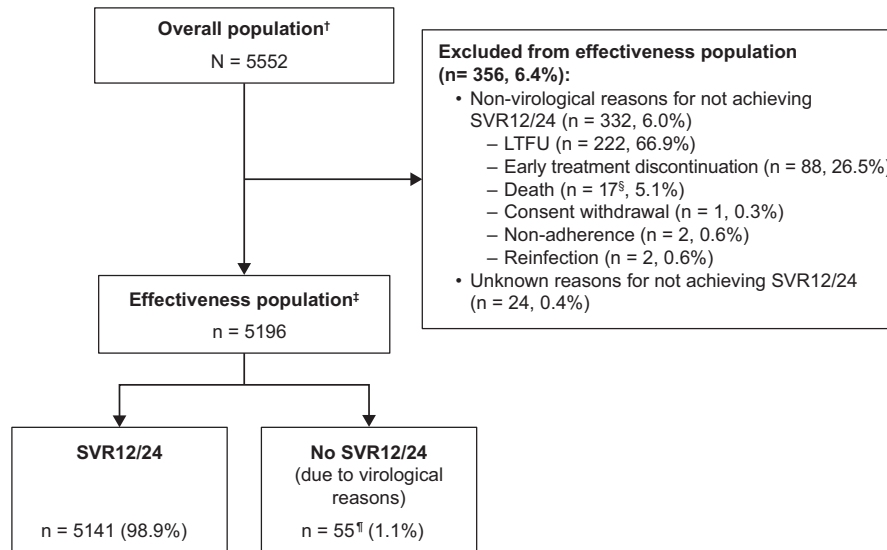 Overall population†
N = 5552
Excluded from effectiveness population
(n= 356, 6.4%):
• Non-virological reasons for not achieving
SVR12/24 (n = 332, 6.0%)
– LTFU (n = 222, 66.9%)
– Early treatment discontinuation (n = 88, 26.5%)
– Death (n = 17§, 5.1%)
– Consent withdrawal (n = 1, 0.3%)
– Non-adherence (n = 2, 0.6%)
– Reinfection (n = 2, 0.6%)
• Unknown reasons for not achieving SVR12/24
(n = 24, 0.4%)
Effectiveness population‡
n = 5196
SVR12/24
n = 5141 (98.9%)
No SVR12/24
(due to virological
reasons)
n = 55¶ (1.1%)